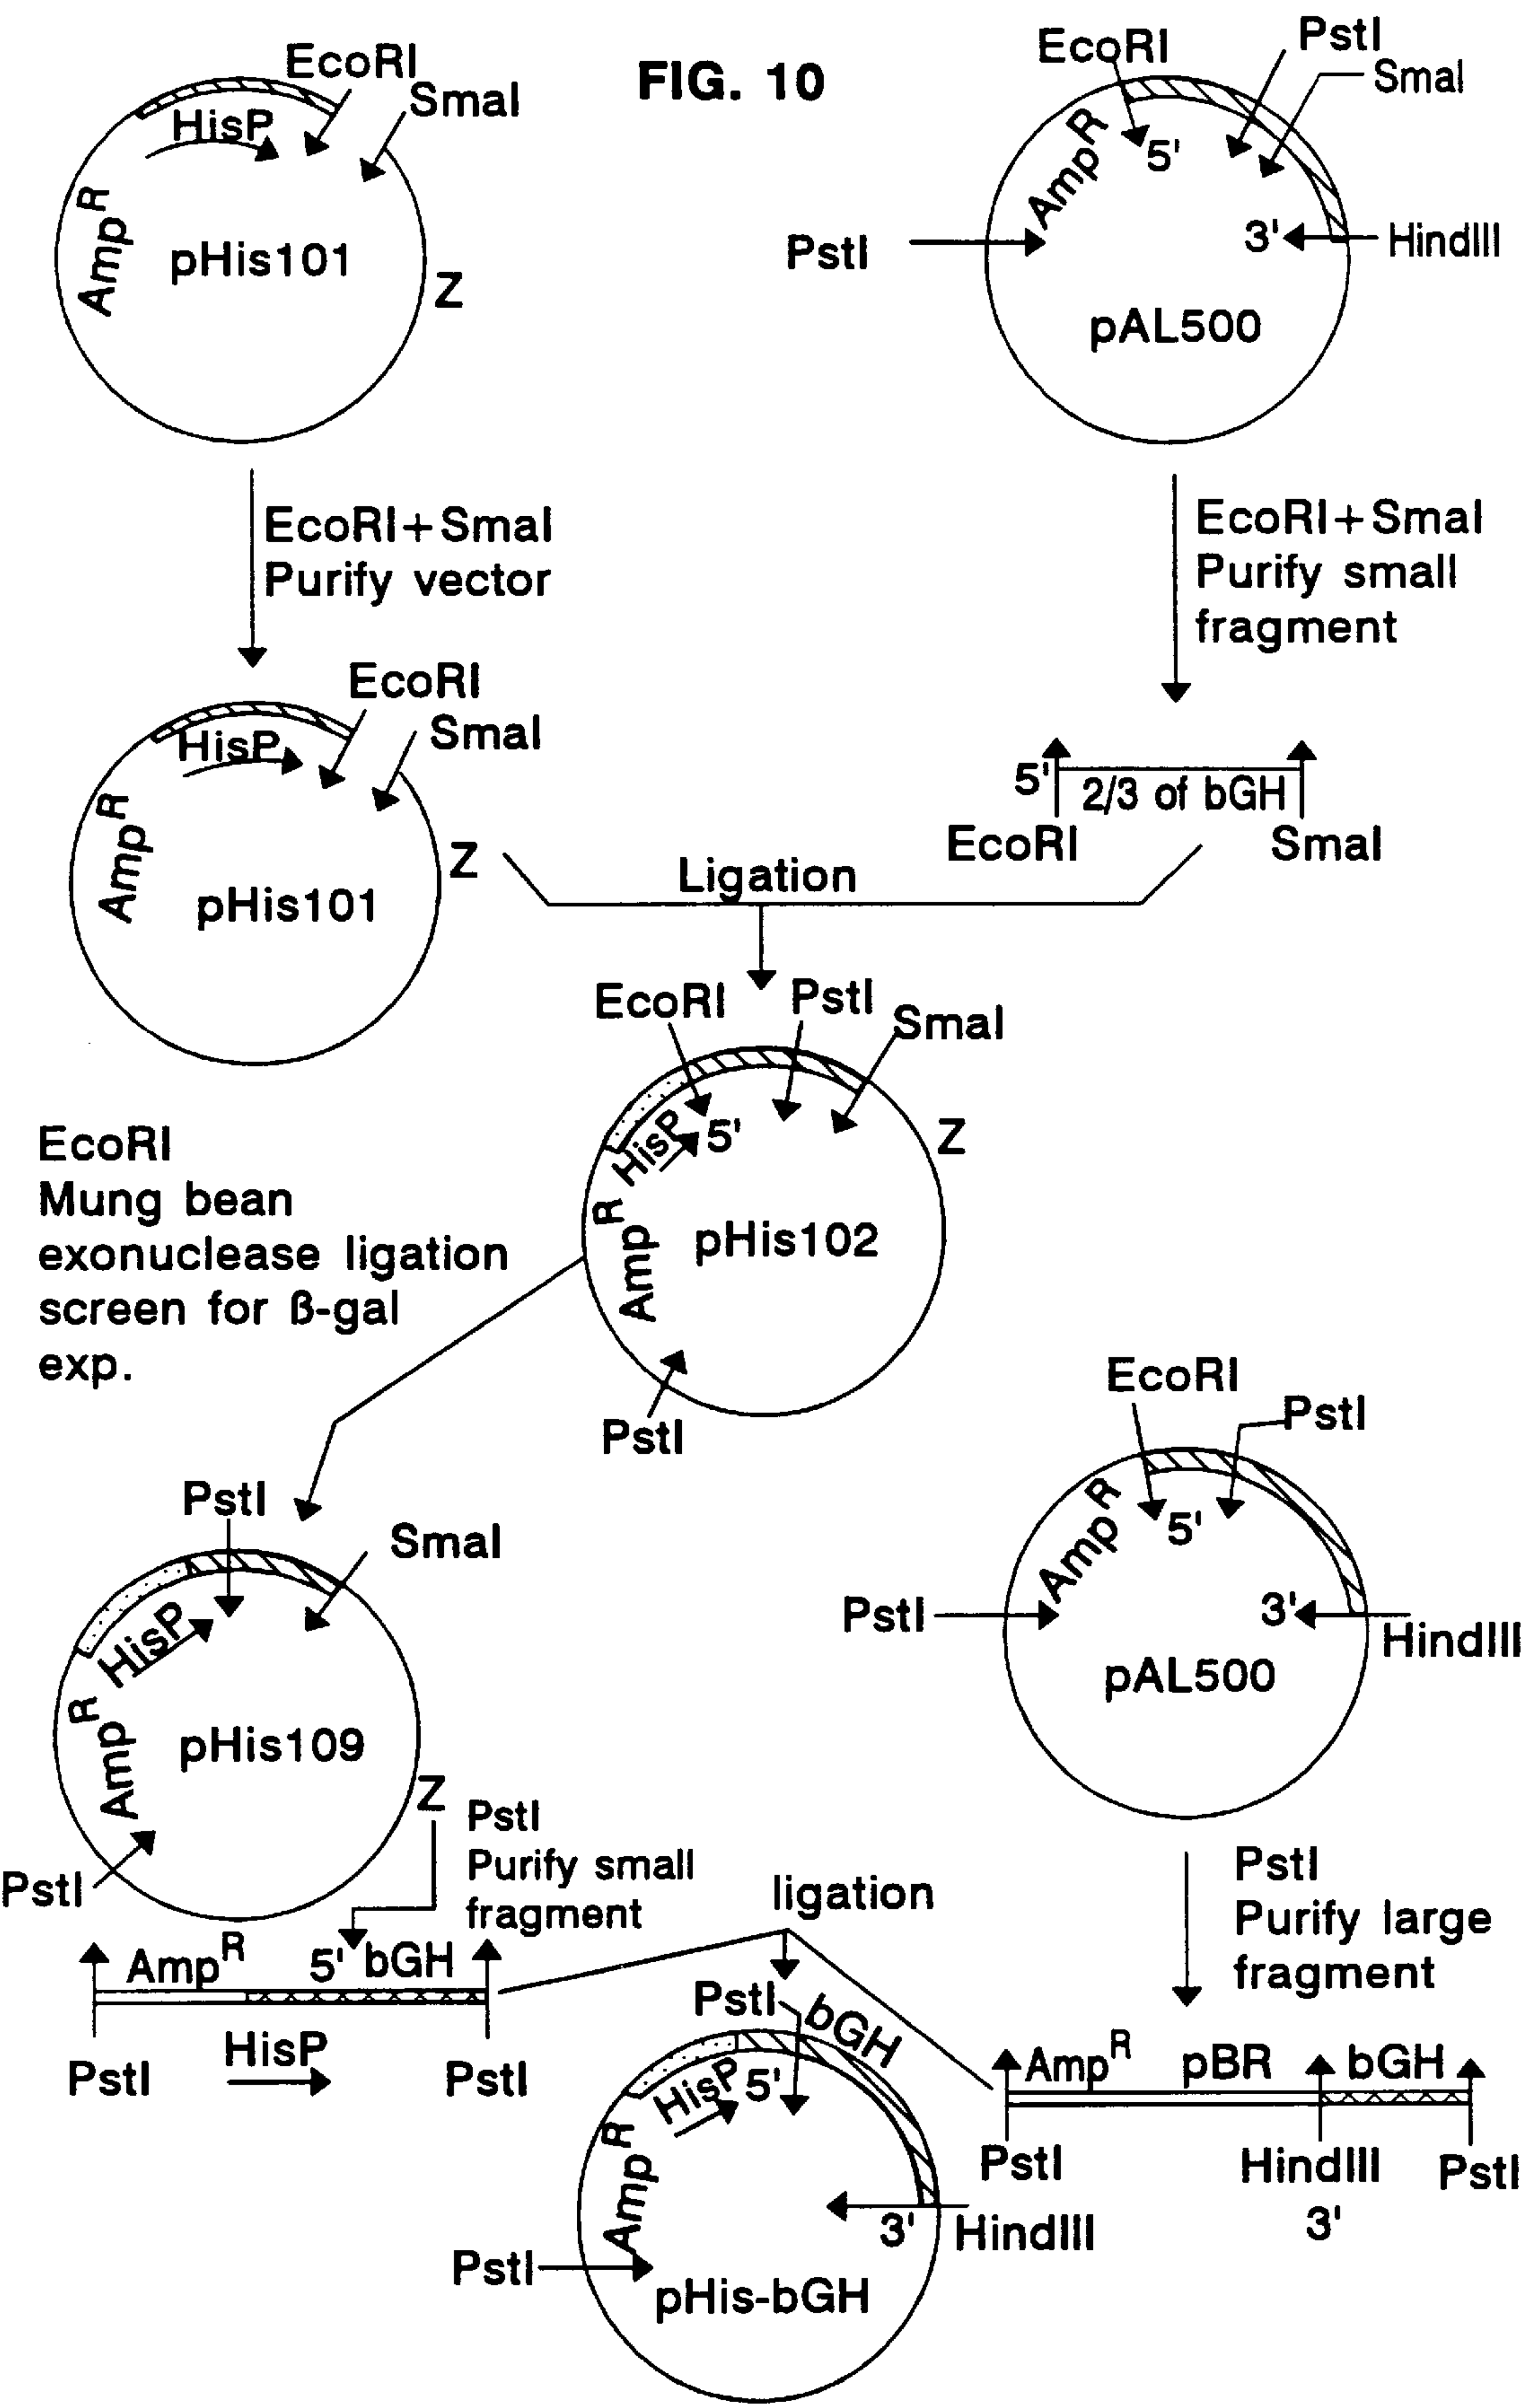 FIG. 10
EcoRI
SmaI
HisP
AmpR
pHis101
Z
EcoRI
PstI
SmaI
AmpR
5'
PstI
3'
HindIII
pAL500
EcoRI+SmaI
Purify vector
EcoRI+SmaI
Purify small
fragment
EcoRI
SmaI
HisP
AmpR
pHis101
Z
5'
2/3 of bGH
EcoRI
SmaI
Ligation
EcoRI
PstI
SmaI
HisP
5'
Z
AmpR
pHis102
PstI
EcoRI
Mung bean
exonuclease ligation
screen for ß-gal
exp.
PstI
SmaI
HisP
AmpR
pHis109
Z
PstI
EcoRI
PstI
AmpR
5'
PstI
3'
HindIII
pAL500
PstI
Purify small
fragment
PstI
Purify large
fragment
AmpR
5' bGH
HisP
PstI
PstI
ligation
AmpR
pBR
bGH
PstI
HindIII
PstI
3'
PstI
bGH
HisP
5'
AmpR
3'
HindIII
PstI
pHis-bGH